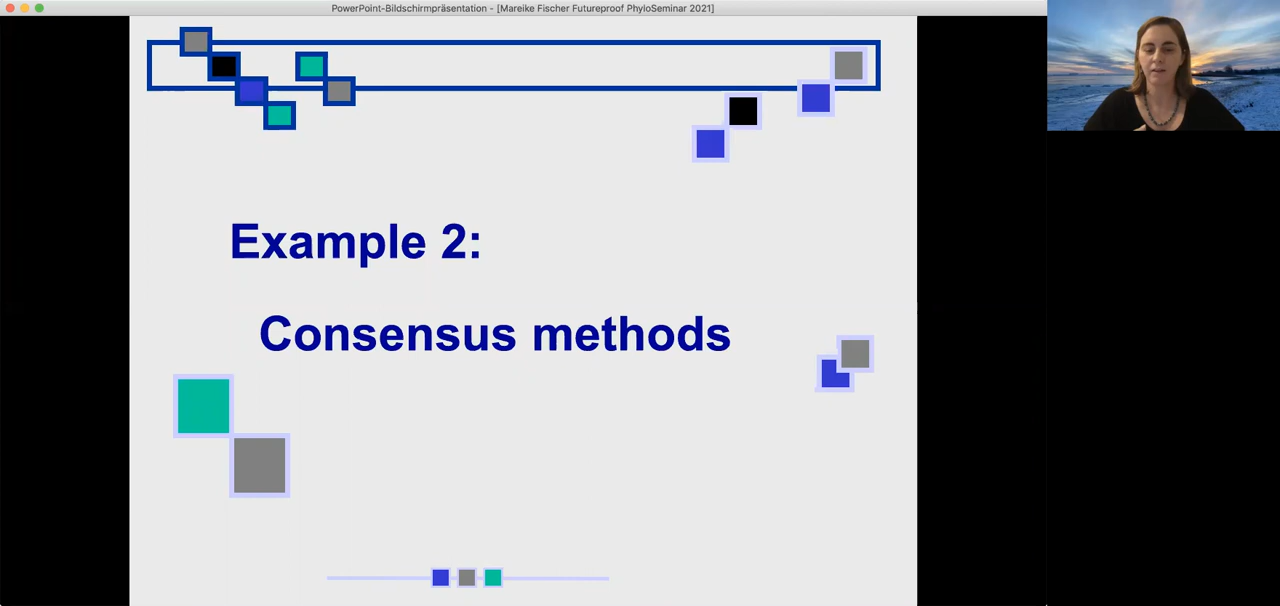 PowerPoint-Bildschirmpräsentation - [Mareike Fischer Futureproof PhyloSeminar 2021]
Example 2:
Consensus methods